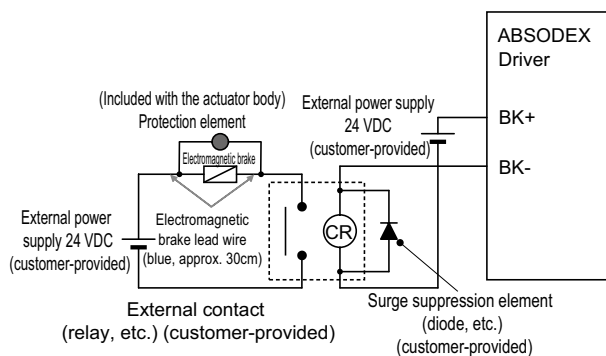 ABSODEX
Driver
BK+
BK-
External power supply
24 VDC
(customer-provided)
(Included with the actuator body)
Protection element
Electromagnetic brake
External power
supply 24 VDC
(customer-provided)
Electromagnetic
brake lead wire
(blue, approx. 30cm)
CR
External contact
(relay, etc.) (customer-provided)
Surge suppression element
(diode, etc.)
(customer-provided)